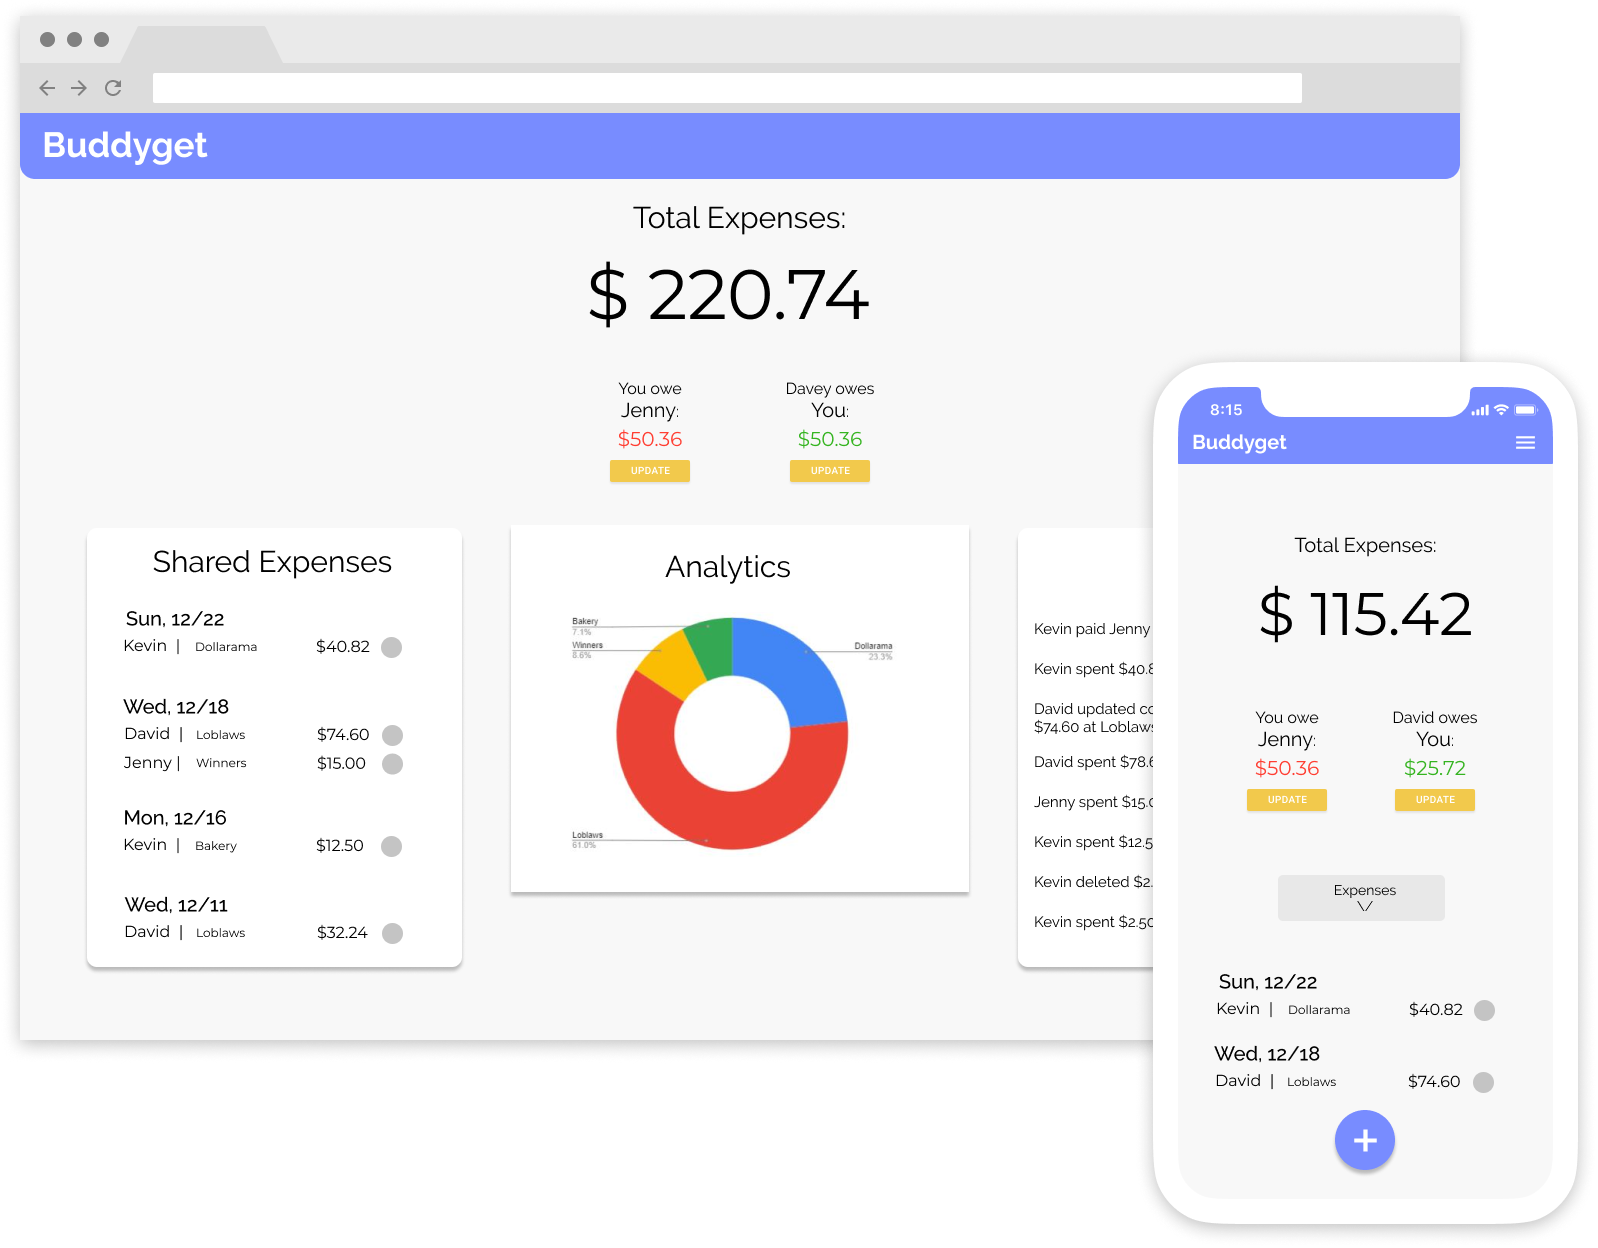 Buddyget
Total Expenses:
$ 220.74
You owe
Jenny:
$50.36
UPDATE
Davey owes
You:
$50.36
UPDATE
Shared Expenses
Sun, 12/22
Kevin | Dollarama $40.82
Wed, 12/18
David | Loblaws $74.60
Jenny | Winners $15.00
Mon, 12/16
Kevin | Bakery $12.50
Wed, 12/11
David | Loblaws $32.24
Analytics
Bakery
7.1%
Winners
8.6%
Dollarama
23.3%
Loblaws
61.0%
Kevin paid Jenny
Kevin spent $40.8
David updated co
$74.60 at Loblaws
David spent $78.6
Jenny spent $15.0
Kevin spent $12.5
Kevin deleted $2.
Kevin spent $2.50
8:15
Buddyget
Total Expenses:
$ 115.42
You owe
Jenny:
$50.36
UPDATE
David owes
You:
$25.72
UPDATE
Expenses
\/
Sun, 12/22
Kevin | Dollarama $40.82
Wed, 12/18
David | Loblaws $74.60
+